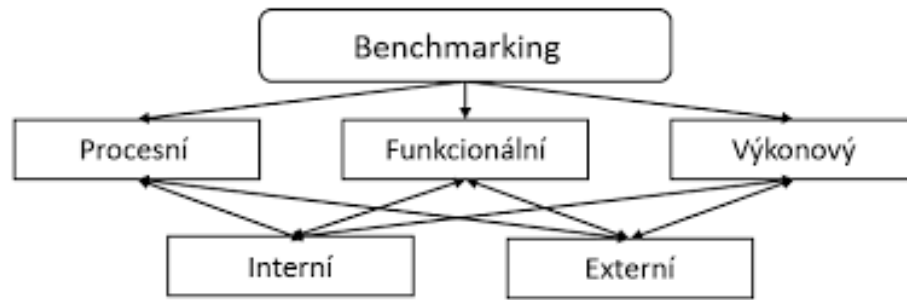 Benchmarking
Procesní
Funkcionální
Výkonový
Interní
Externí